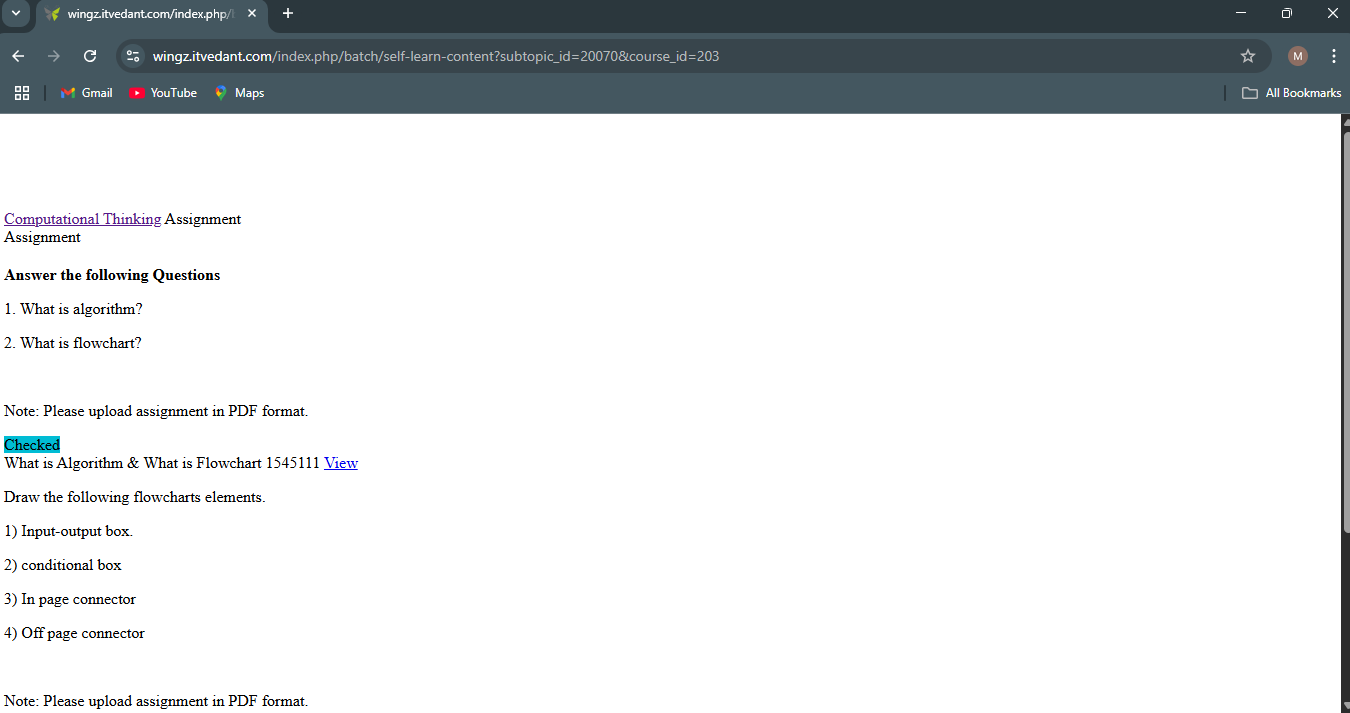 wingz.itvedant.com/index.php/
wingz.itvedant.com/index.php/batch/self-learn-content?subtopic_id=20070&course_id=203
M
Gmail YouTube Maps All Bookmarks
Computational Thinking Assignment
Assignment
Answer the following Questions
1. What is algorithm?
2. What is flowchart?
Note: Please upload assignment in PDF format.
Checked
What is Algorithm & What is Flowchart 1545111 View
Draw the following flowcharts elements.
1) Input-output box.
2) conditional box
3) In page connector
4) Off page connector
Note: Please upload assignment in PDF format.